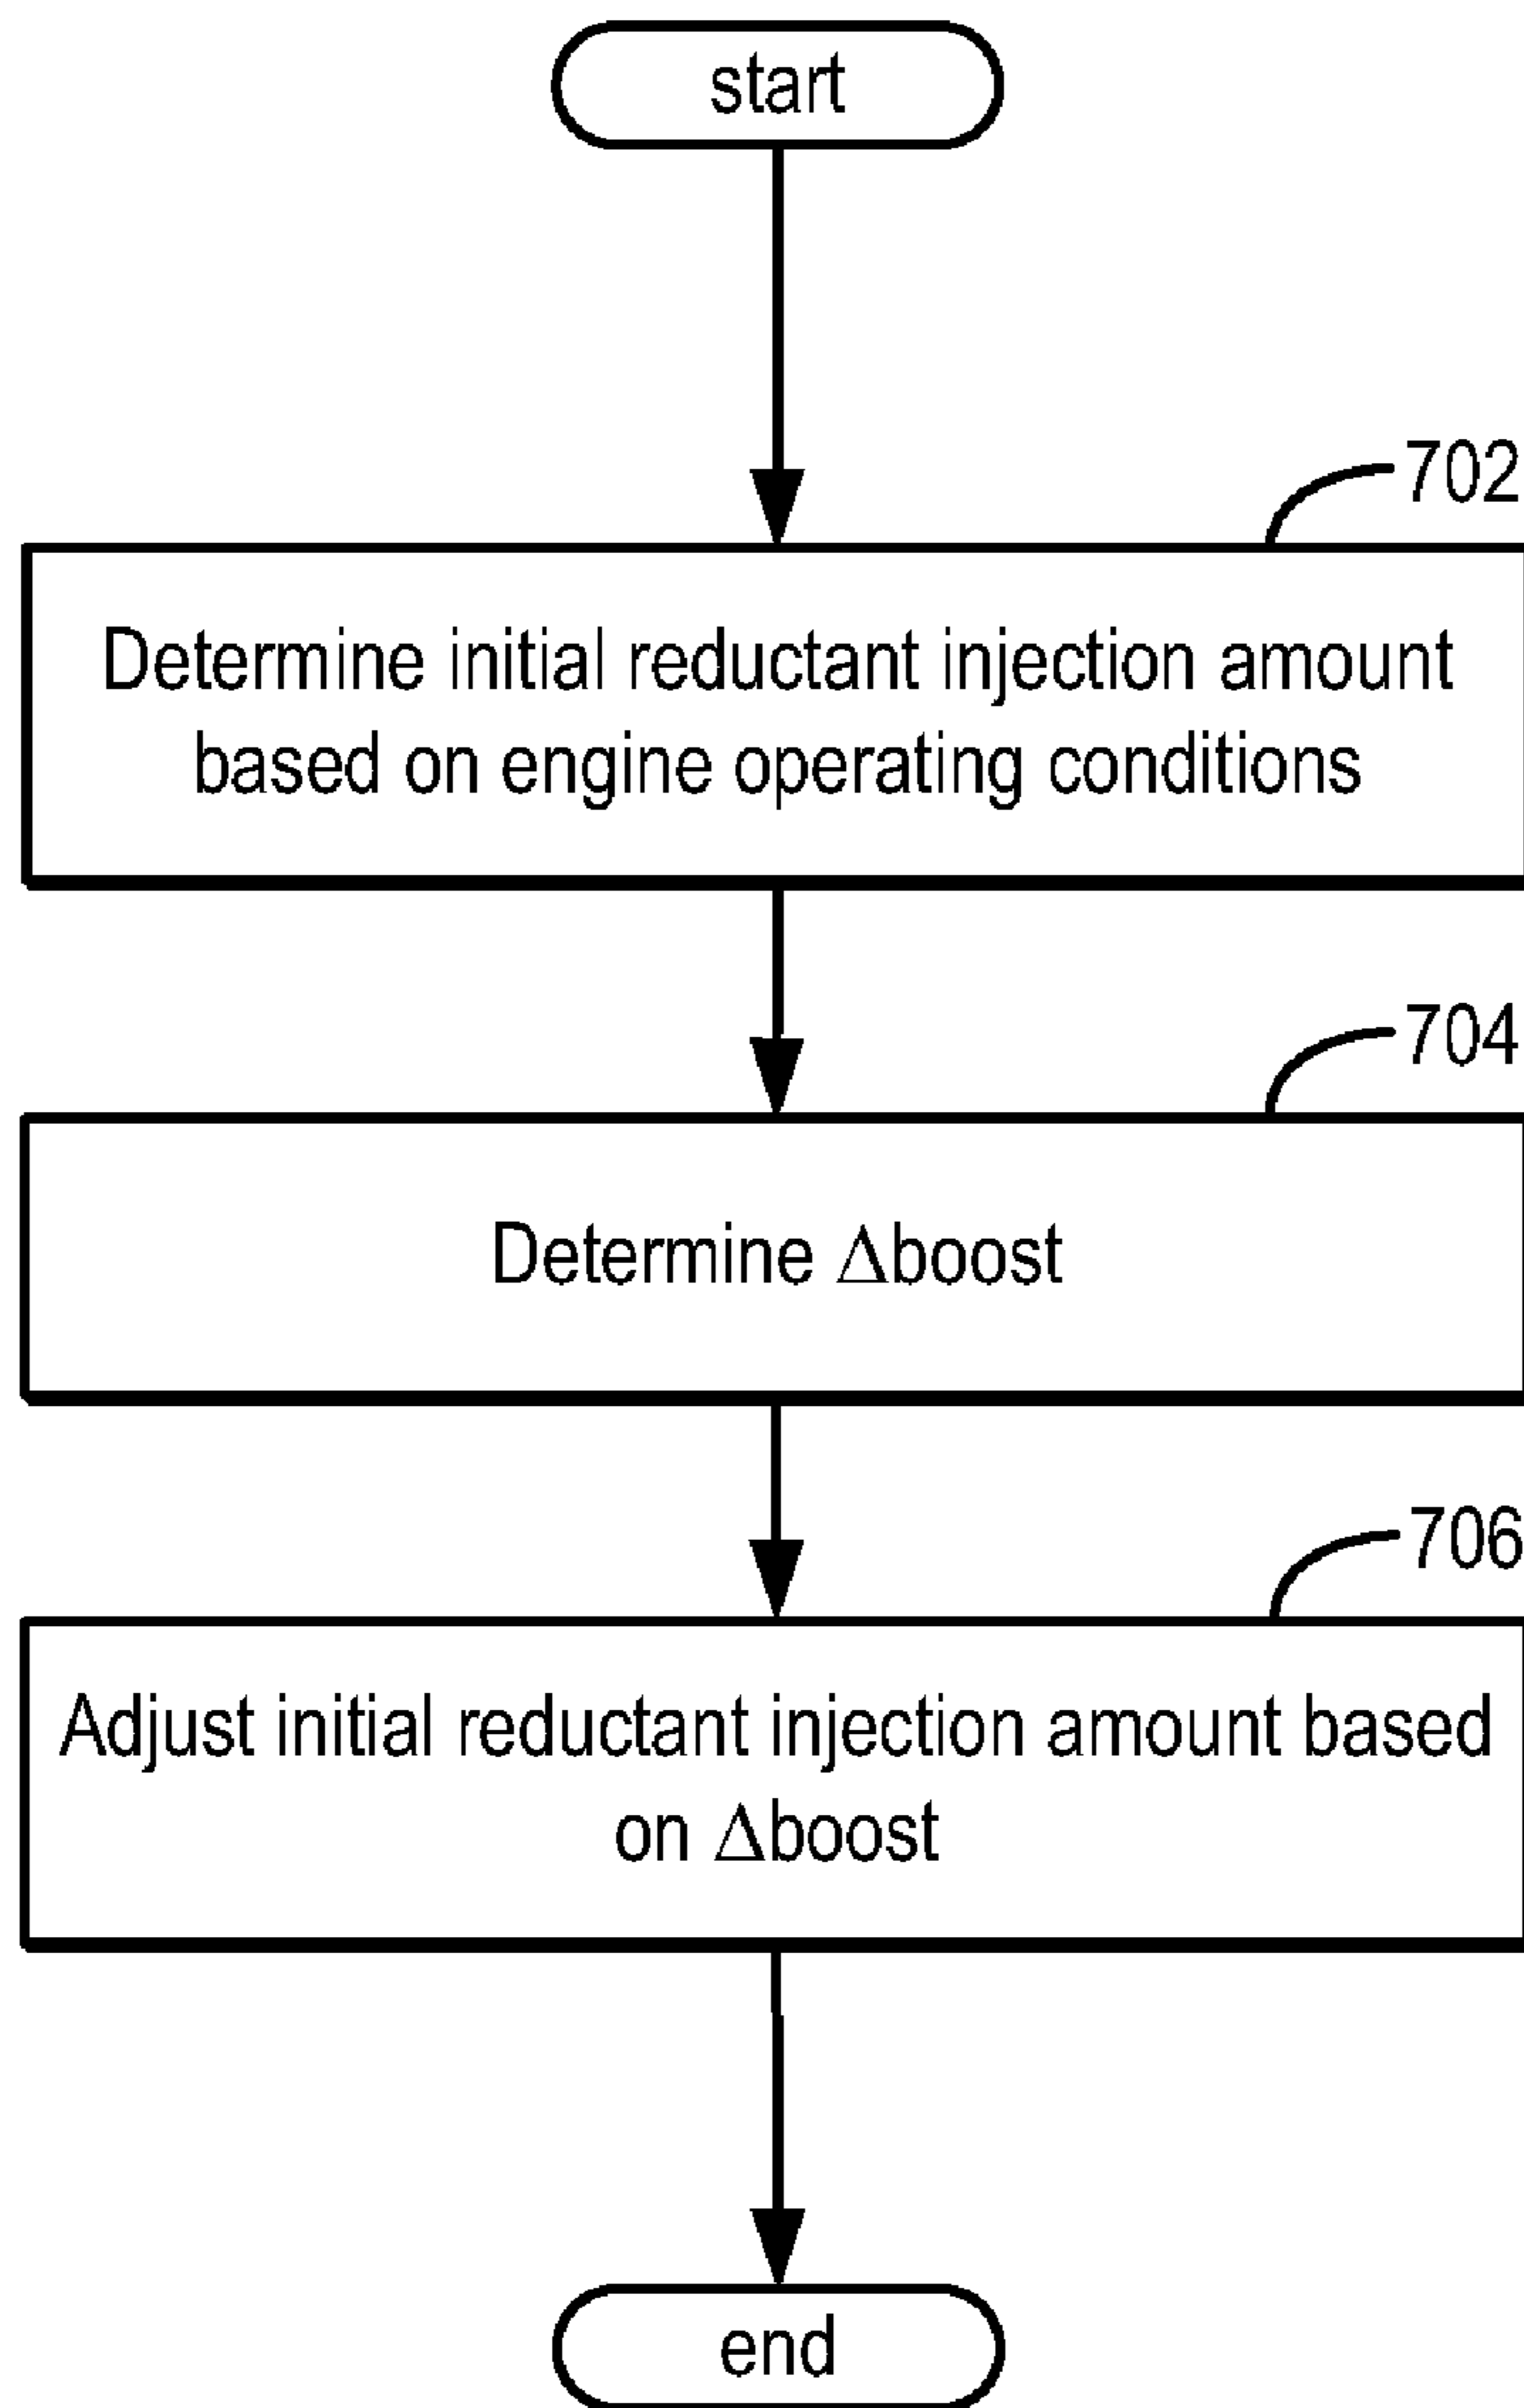 start
702
Determine initial reductant injection amount
based on engine operating conditions
704
Determine Δboost
706
Adjust initial reductant injection amount based
on Δboost
end